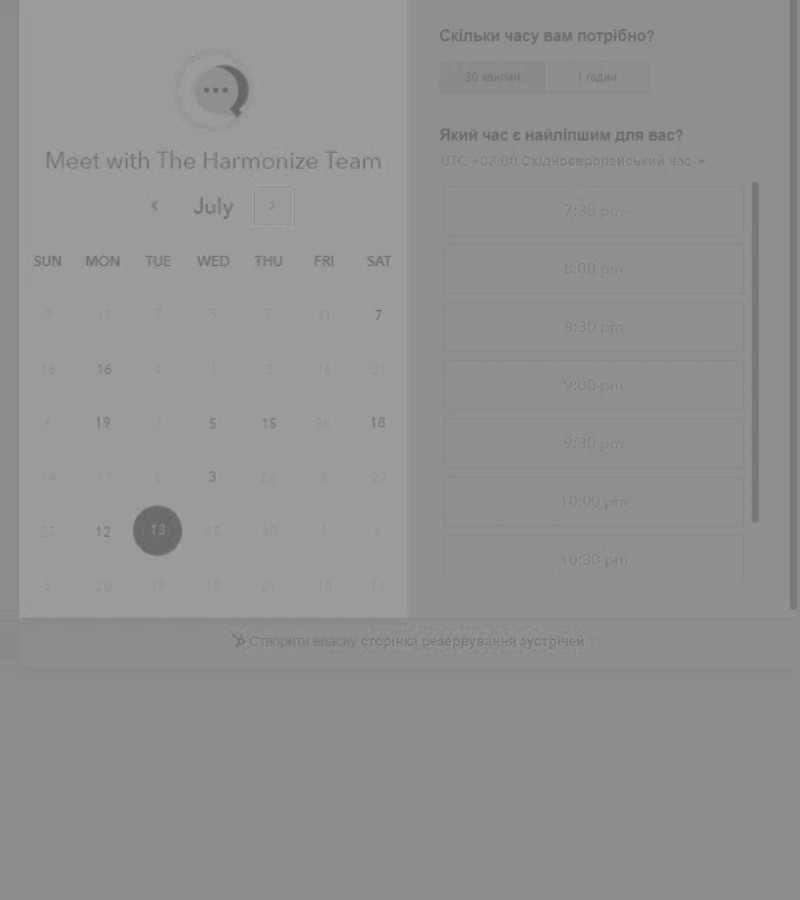 Meet with The Harmonize Team
July
SUN MON TUE WED THU FRI SAT
9 17 7 9 7 31 7
18 16 4 1 3 16 21
6 19 7 5 15 28 18
14 17 6 3 26 8 22
25 12 13 25 30 1 6
6 20 19 19 21 10 11
Скільки часу вам потрібно?
30 хвилин 1 годин
Який час є найліпшим для вас?
UTC +03:00 Східноєвропейський час
7:30 pm
8:00 pm
8:30 pm
9:00 pm
9:30 pm
10:00 pm
10:30 pm
Створити власну сторінка резервування зустрічей